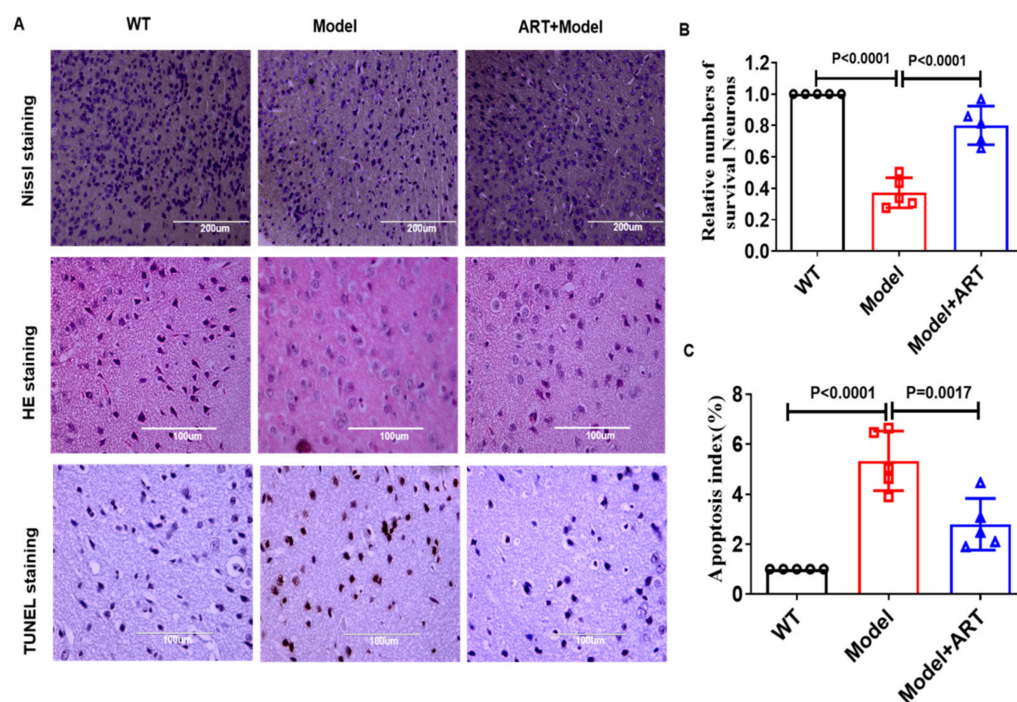 A
WT
Model
ART+Model
Nissl staining
200um
200um
200um
HE staining
100um
100um
100um
TUNEL staining
100um
100um
100um
B
P<0.0001
P<0.0001
Relative numbers of
survival Neurons
1.2
1.0
0.8
0.6
0.4
0.2
0.0
WT
Model
Model+ART
C
P<0.0001
P=0.0017
Apoptosis index(%)
8
6
4
2
0
WT
Model
Model+ART